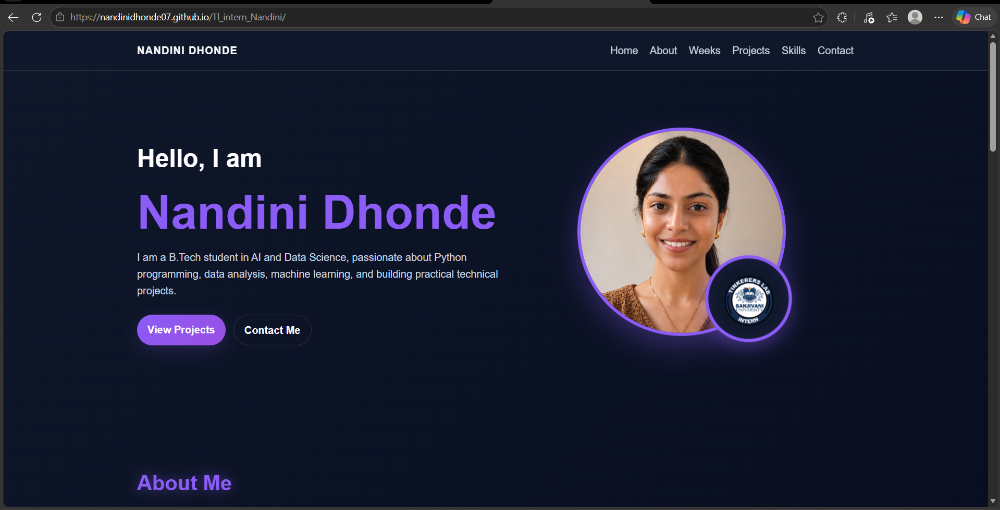 https://nandinidhonde07.github.io/Tl_intern_Nandini/
Chat
NANDINI DHONDE
Home About Weeks Projects Skills Contact
Hello, I am
Nandini Dhonde
I am a B.Tech student in AI and Data Science, passionate about Python
programming, data analysis, machine learning, and building practical technical
projects.
View Projects Contact Me
TINKERERS LAB
SANJIVANI
UNIVERSITY
INTERN
About Me